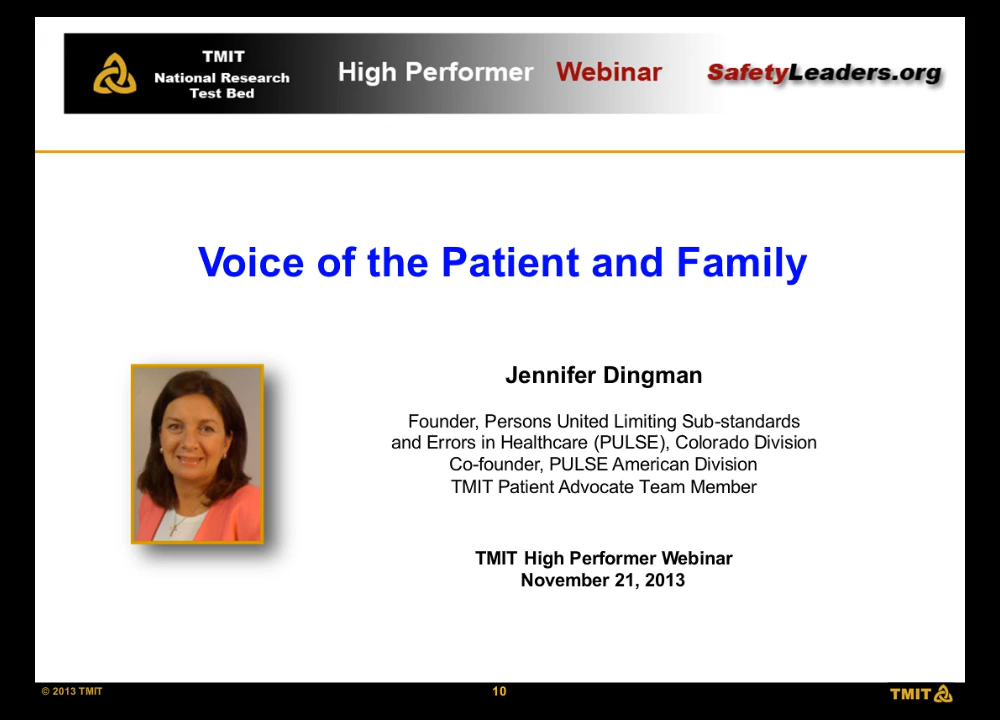 TMIT
National Research
Test Bed
High Performer Webinar
SafetyLeaders.org
Voice of the Patient and Family
Jennifer Dingman
Founder, Persons United Limiting Sub-standards
and Errors in Healthcare (PULSE), Colorado Division
Co-founder, PULSE American Division
TMIT Patient Advocate Team Member
TMIT High Performer Webinar
November 21, 2013
© 2013 TMIT
10
TMIT